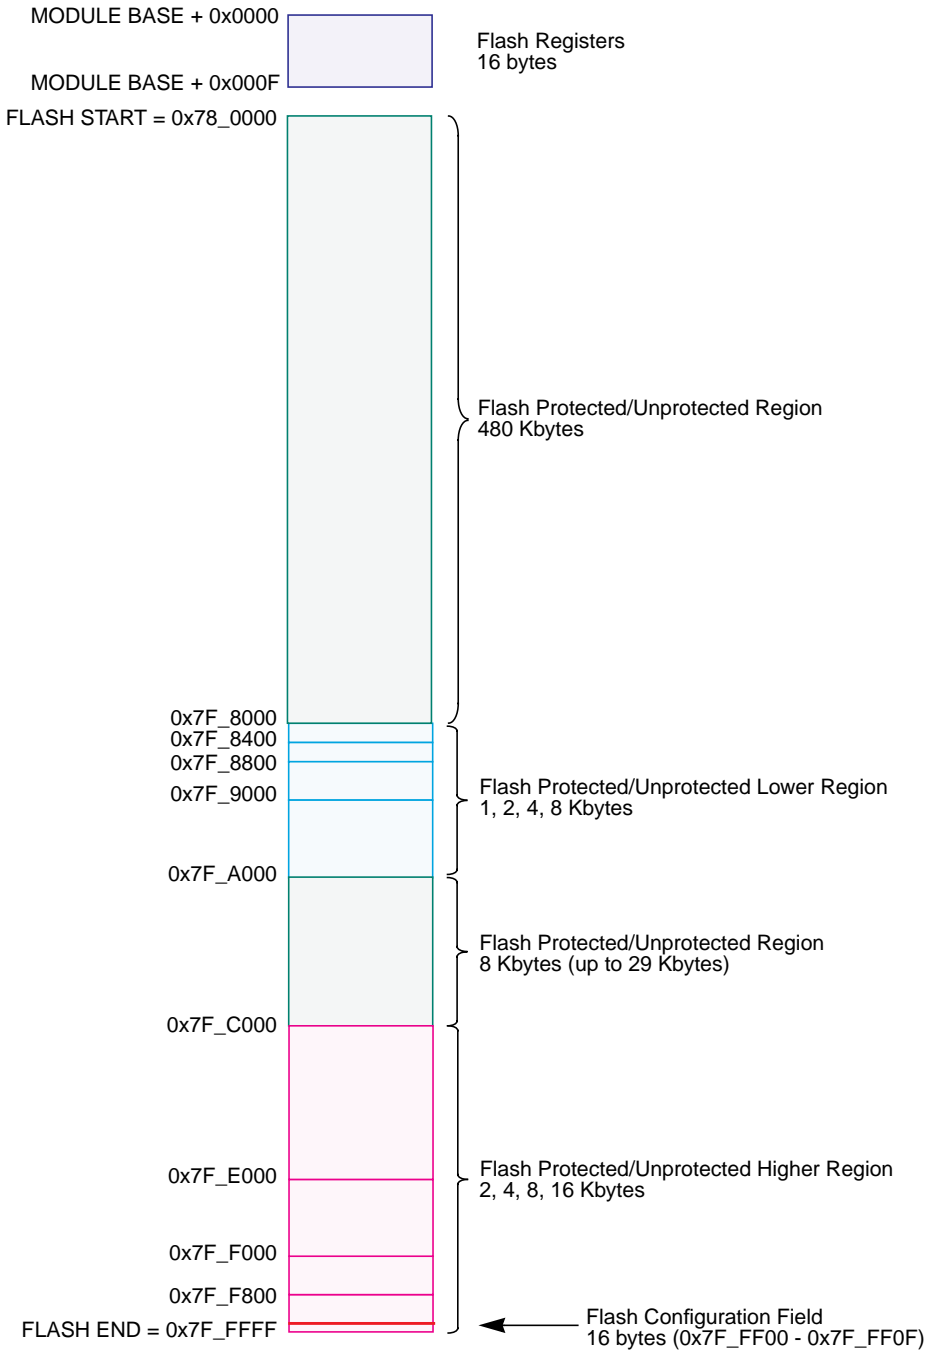 MODULE BASE + 0x0000
Flash Registers
16 bytes
MODULE BASE + 0x000F
FLASH START = 0x78_0000
Flash Protected/Unprotected Region
480 Kbytes
0x7F_8000
0x7F_8400
0x7F_8800
0x7F_9000
Flash Protected/Unprotected Lower Region
1, 2, 4, 8 Kbytes
0x7F_A000
Flash Protected/Unprotected Region
8 Kbytes (up to 29 Kbytes)
0x7F_C000
0x7F_E000
Flash Protected/Unprotected Higher Region
2, 4, 8, 16 Kbytes
0x7F_F000
0x7F_F800
FLASH END = 0x7F_FFFF
Flash Configuration Field
16 bytes (0x7F_FF00 - 0x7F_FF0F)